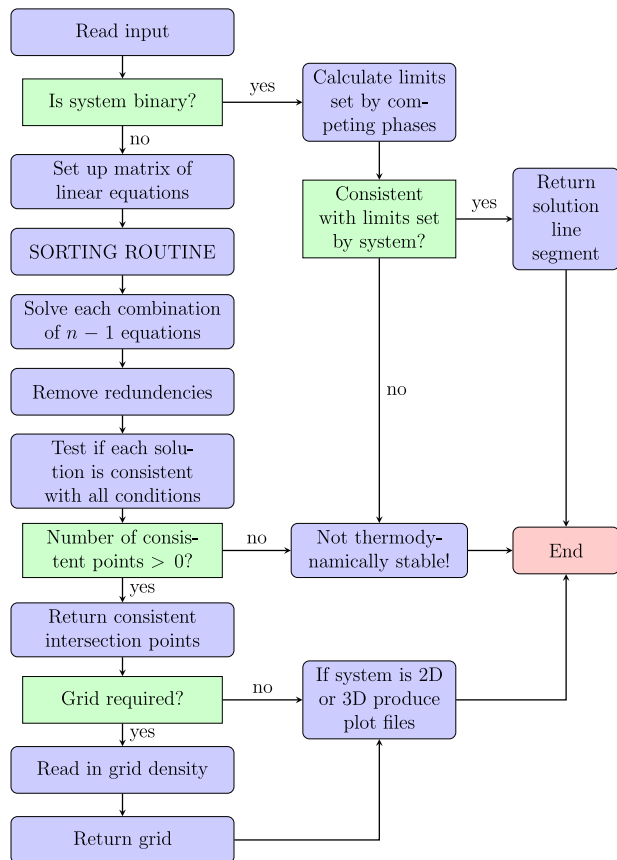 Read input
Is system binary?
yes
Calculate limits
set by com-
peting phases
no
Set up matrix of
linear equations
Consistent
with limits set
by system?
yes
Return
solution
line
segment
SORTING ROUTINE
Solve each combination
of n − 1 equations
Remove redundencies
no
Test if each solu-
tion is consistent
with all conditions
Number of consis-
tent points > 0?
no
Not thermody-
namically stable!
End
yes
Return consistent
intersection points
Grid required?
no
If system is 2D
or 3D produce
plot files
yes
Read in grid density
Return grid